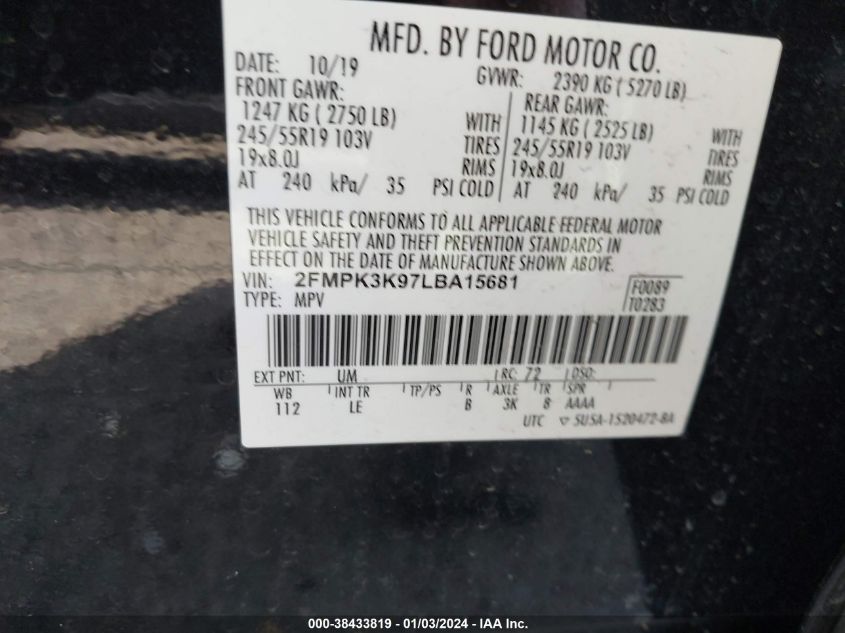 MFD. BY FORD MOTOR CO.
DATE: 10/19 GVWR: 2390 KG ( 5270 LB)
FRONT GAWR: REAR GAWR:
1247 KG ( 2750 LB) WITH 1145 KG ( 2525 LB) WITH
245/55R19 103V TIRES 245/55R19 103V TIRES
19x8.0J RIMS 19x8.0J RIMS
AT 240 kPa/ 35 PSI COLD AT 240 kPa/ 35 PSI COLD
THIS VEHICLE CONFORMS TO ALL APPLICABLE FEDERAL MOTOR
VEHICLE SAFETY AND THEFT PREVENTION STANDARDS IN
EFFECT ON THE DATE OF MANUFACTURE SHOWN ABOVE.
VIN: 2FMPK3K97LBA15681 F0089
TYPE: MPV T0283
EXT PNT: UM RC: 72 DSO:
WB INT TR TP/PS R AXLE TR SPR
112 LE B 3K 8 AAAA
UTC ▽ 5U5A-1520472-BA
000-38433819 - 01/03/2024 - IAA Inc.